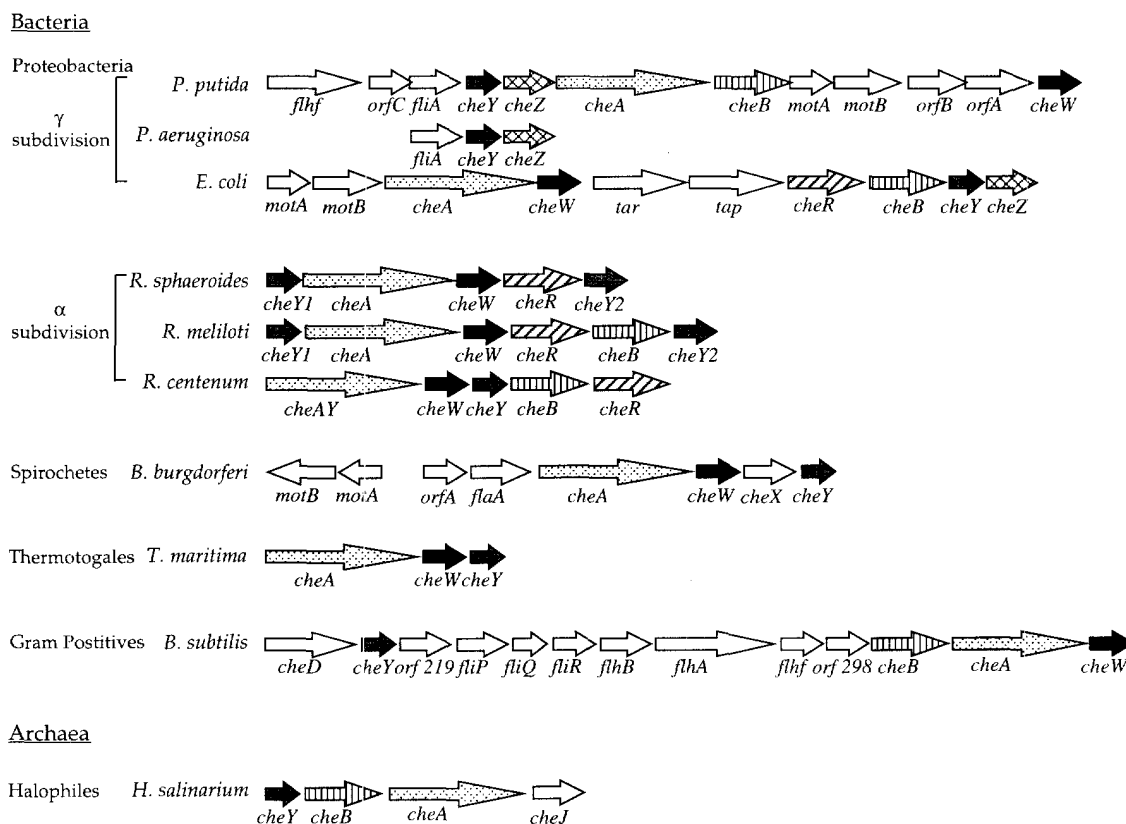 Bacteria
Proteobacteria
γ
subdivision
P. putida
flhf orfC fliA cheY cheZ cheA cheB motA motB orfB orfA cheW
P. aeruginosa
fliA cheY cheZ
E. coli
motA motB cheA cheW tar tap cheR cheB cheY cheZ
α
subdivision
R. sphaeroides
cheY1 cheA cheW cheR cheY2
R. meliloti
cheY1 cheA cheW cheR cheB cheY2
R. centenum
cheAY cheW cheY cheB cheR
Spirochetes B. burgdorferi
motB motA orfA flaA cheA cheW cheX cheY
Thermotogales T. maritima
cheA cheW cheY
Gram Postitives B. subtilis
cheD cheY orf 219 fliP fliQ fliR flhB flhA flhf orf 298 cheB cheA cheW
Archaea
Halophiles H. salinarium
cheY cheB cheA cheJ